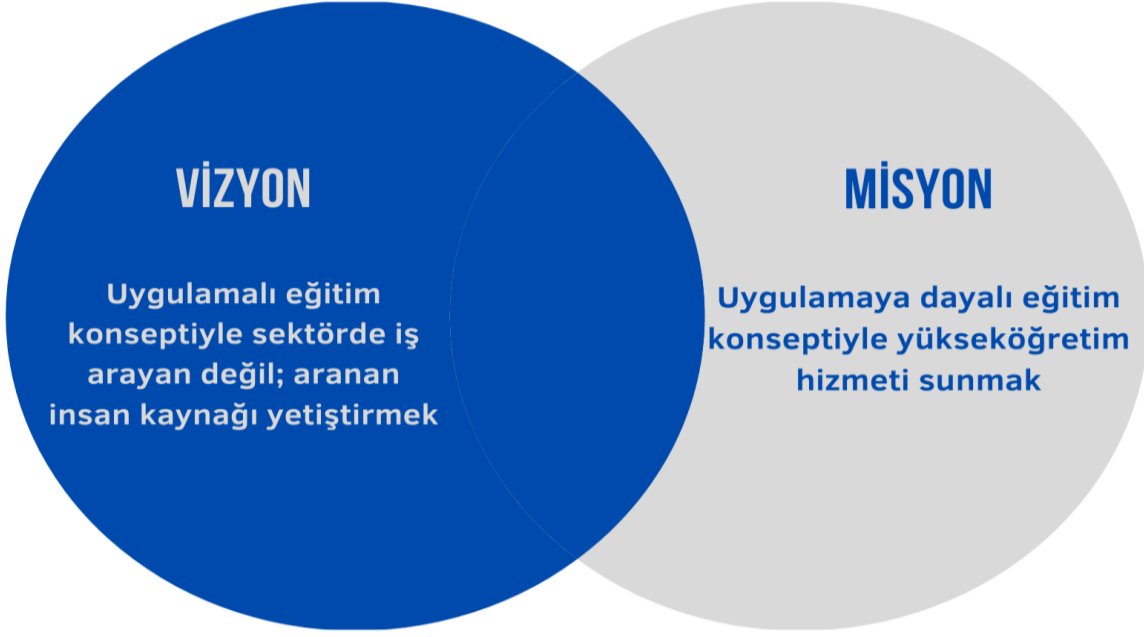 VİZYON
Uygulamalı eğitim
konseptiyle sektörde iş
arayan değil; aranan
insan kaynağı yetiştirmek
MİSYON
Uygulamaya dayalı eğitim
konseptiyle yükseköğretim
hizmeti sunmak